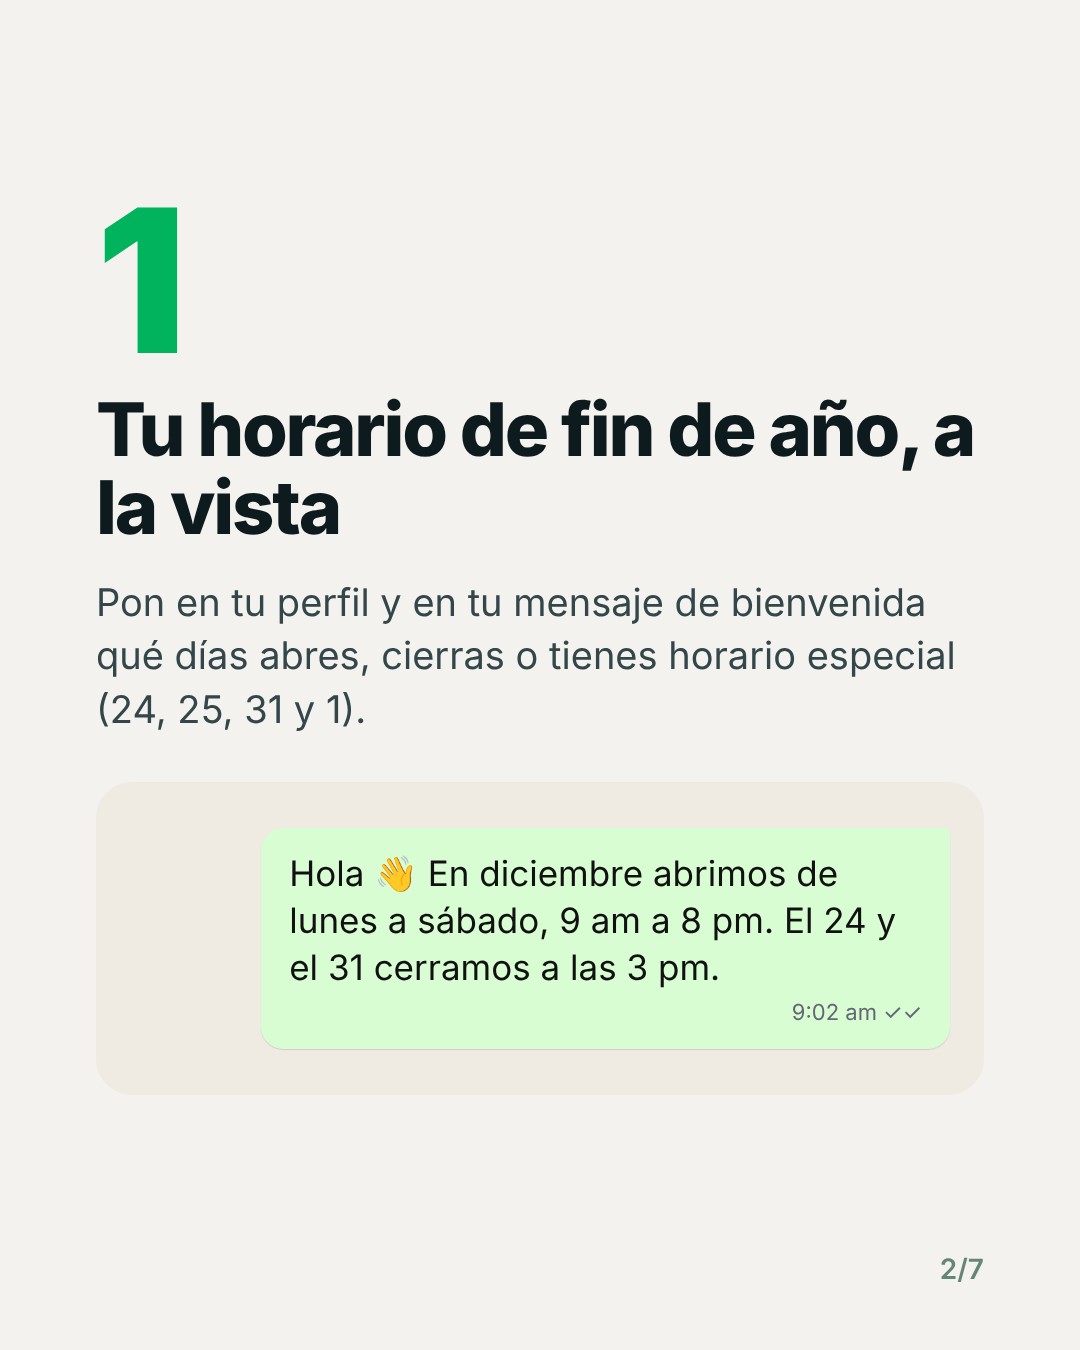 1
Tu horario de fin de año, a
la vista
Pon en tu perfil y en tu mensaje de bienvenida
qué días abres, cierras o tienes horario especial
(24, 25, 31 y 1).
Hola 👋 En diciembre abrimos de
lunes a sábado, 9 am a 8 pm. El 24 y
el 31 cerramos a las 3 pm.
9:02 am ✓✓
2/7